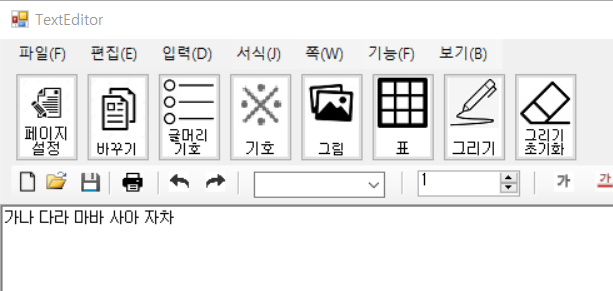 TextEditor
파일(F) 편집(E) 입력(D) 서식(J) 쪽(W) 기능(F) 보기(B)
페이지 설정 바꾸기 글머리 기호 기호 그림 표 그리기 그리기 초기화
1 가 가
가나 다라 마바 사아 자차